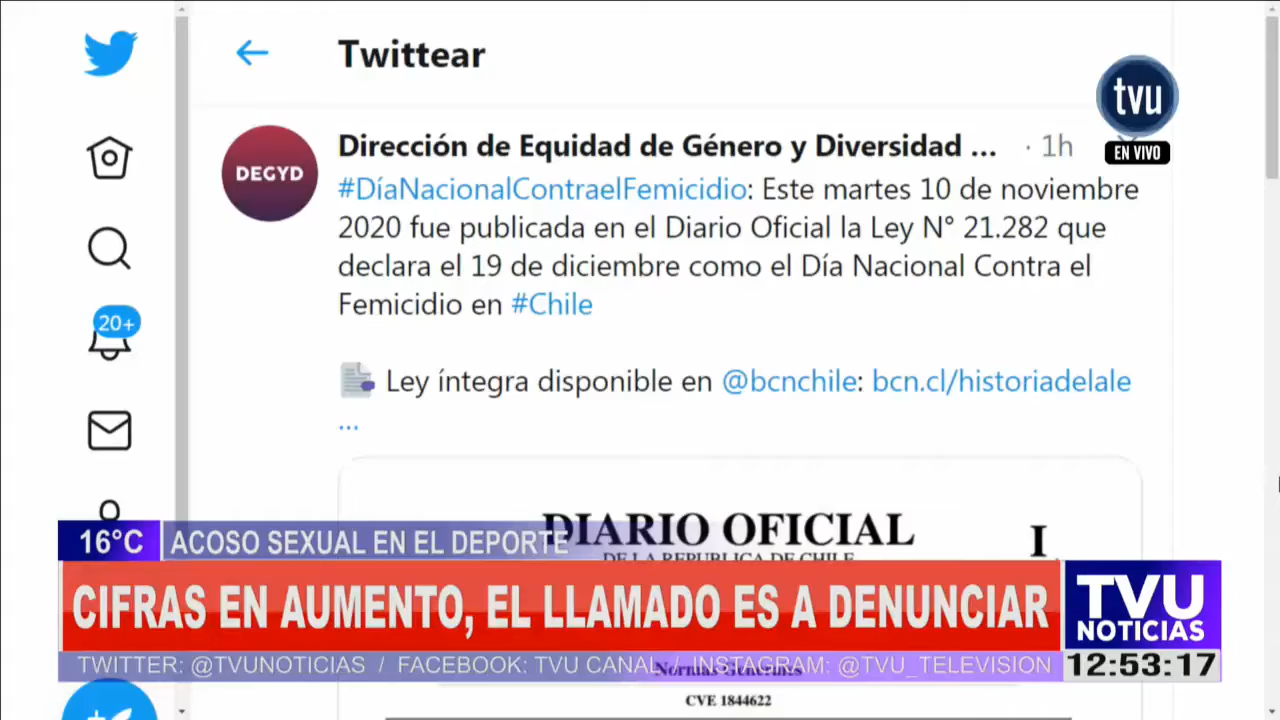 Twittear
tvu
EN VIVO
DEGYD
Dirección de Equidad de Género y Diversidad ... · 1h
#DíaNacionalContraelFemicidio: Este martes 10 de noviembre
2020 fue publicada en el Diario Oficial la Ley N° 21.282 que
declara el 19 de diciembre como el Día Nacional Contra el
Femicidio en #Chile
20+
Ley íntegra disponible en @bcnchile: bcn.cl/historiadelale
...
DIARIO OFICIAL
I
DE LA REPUBLICA DE CHILE
16°C
ACOSO SEXUAL EN EL DEPORTE
CIFRAS EN AUMENTO, EL LLAMADO ES A DENUNCIAR
TVU
NOTICIAS
TWITTER: @TVUNOTICIAS / FACEBOOK: TVU CANAL / INSTAGRAM: @TVU_TELEVISION
12:53:17
Normas Generales
CVE 1844622